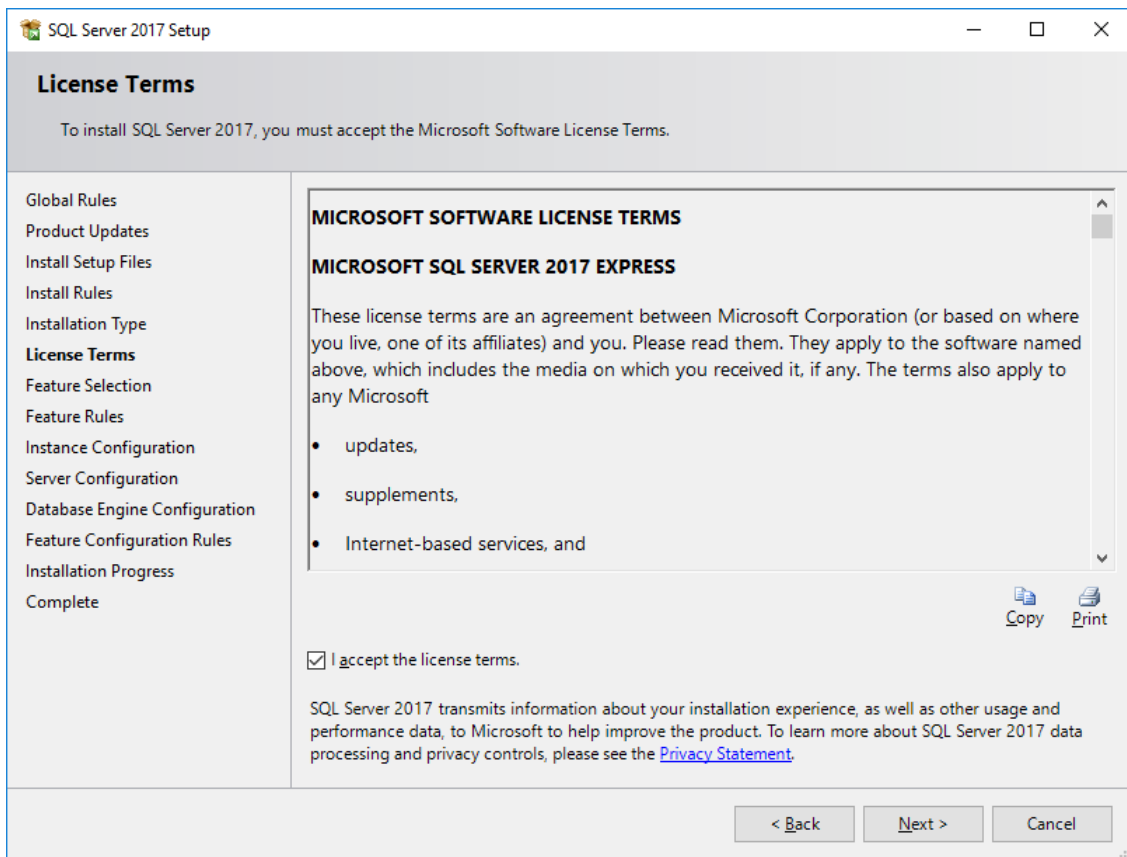 SQL Server 2017 Setup
License Terms
To install SQL Server 2017, you must accept the Microsoft Software License Terms.
Global Rules
Product Updates
Install Setup Files
Install Rules
Installation Type
License Terms
Feature Selection
Feature Rules
Instance Configuration
Server Configuration
Database Engine Configuration
Feature Configuration Rules
Installation Progress
Complete
MICROSOFT SOFTWARE LICENSE TERMS
MICROSOFT SQL SERVER 2017 EXPRESS
These license terms are an agreement between Microsoft Corporation (or based on where
you live, one of its affiliates) and you. Please read them. They apply to the software named
above, which includes the media on which you received it, if any. The terms also apply to
any Microsoft
• updates,
• supplements,
• Internet-based services, and
Copy
Print
I accept the license terms.
SQL Server 2017 transmits information about your installation experience, as well as other usage and
performance data, to Microsoft to help improve the product. To learn more about SQL Server 2017 data
processing and privacy controls, please see the Privacy Statement.
< Back
Next >
Cancel